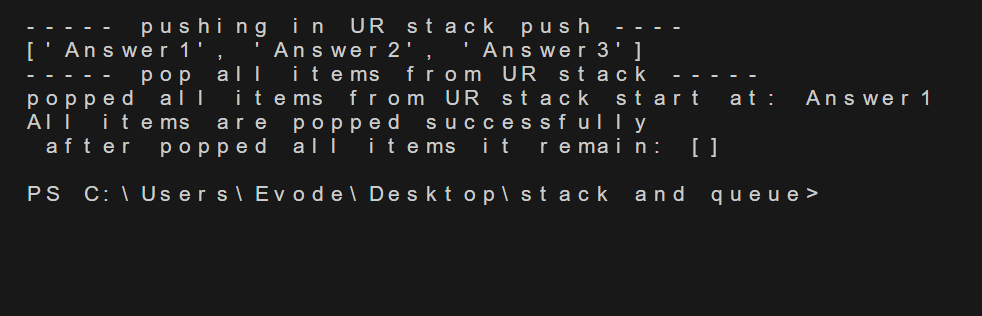 ----- pushing in UR stack push ----
['Answer1', 'Answer2', 'Answer3']
----- pop all items from UR stack -----
popped all items from UR stack start at: Answer1
All items are popped successfully
 after popped all items it remain: []
PS C:\Users\Evode\Desktop\stack and queue>